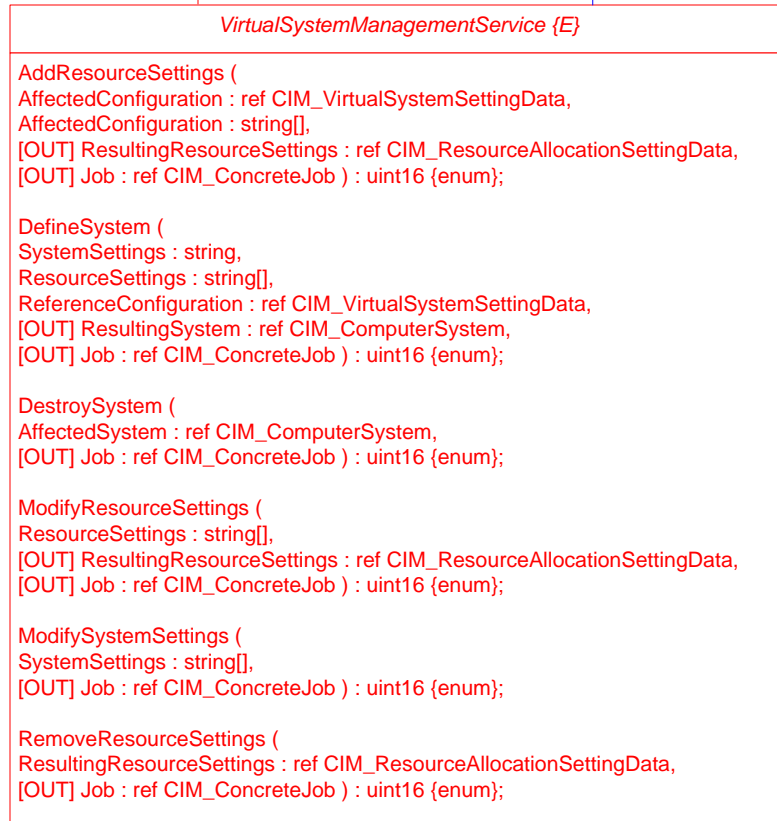 VirtualSystemManagementService {E}
AddResourceSettings (
AffectedConfiguration : ref CIM_VirtualSystemSettingData,
AffectedConfiguration : string[],
[OUT] ResultingResourceSettings : ref CIM_ResourceAllocationSettingData,
[OUT] Job : ref CIM_ConcreteJob ) : uint16 {enum};
DefineSystem (
SystemSettings : string,
ResourceSettings : string[],
ReferenceConfiguration : ref CIM_VirtualSystemSettingData,
[OUT] ResultingSystem : ref CIM_ComputerSystem,
[OUT] Job : ref CIM_ConcreteJob ) : uint16 {enum};
DestroySystem (
AffectedSystem : ref CIM_ComputerSystem,
[OUT] Job : ref CIM_ConcreteJob ) : uint16 {enum};
ModifyResourceSettings (
ResourceSettings : string[],
[OUT] ResultingResourceSettings : ref CIM_ResourceAllocationSettingData,
[OUT] Job : ref CIM_ConcreteJob ) : uint16 {enum};
ModifySystemSettings (
SystemSettings : string[],
[OUT] Job : ref CIM_ConcreteJob ) : uint16 {enum};
RemoveResourceSettings (
ResultingResourceSettings : ref CIM_ResourceAllocationSettingData,
[OUT] Job : ref CIM_ConcreteJob ) : uint16 {enum};